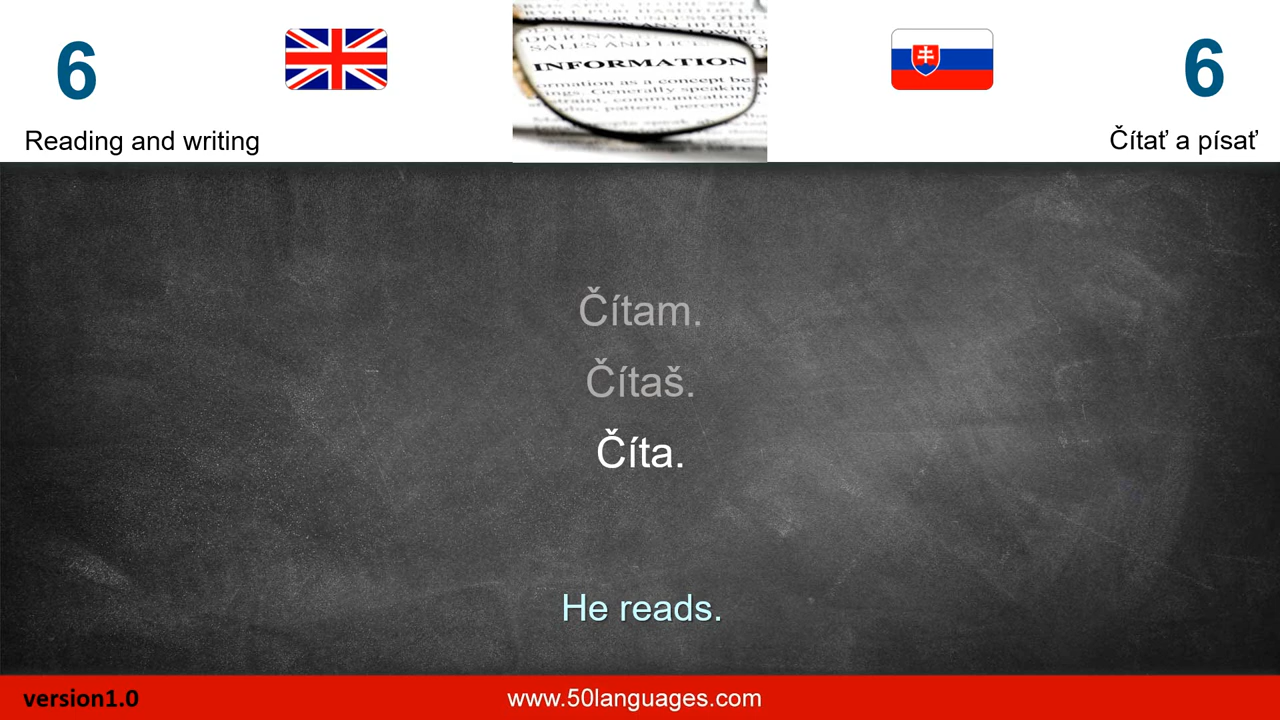 6
6
Reading and writing
Čítať a písať
INFORMATION
Čítam.
Čítaš.
Číta.
He reads.
version1.0
www.50languages.com